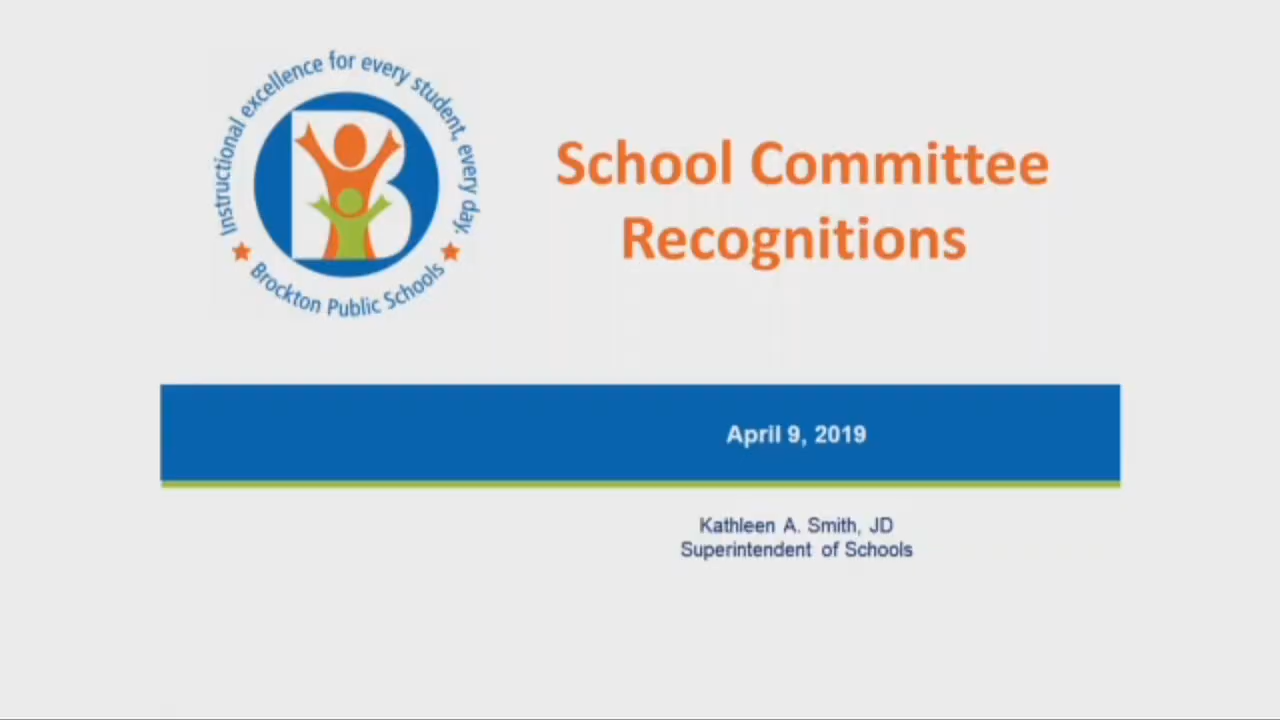 Instructional excellence for every student, every day.
Brockton Public Schools
School Committee
Recognitions
April 9, 2019
Kathleen A. Smith, JD
Superintendent of Schools